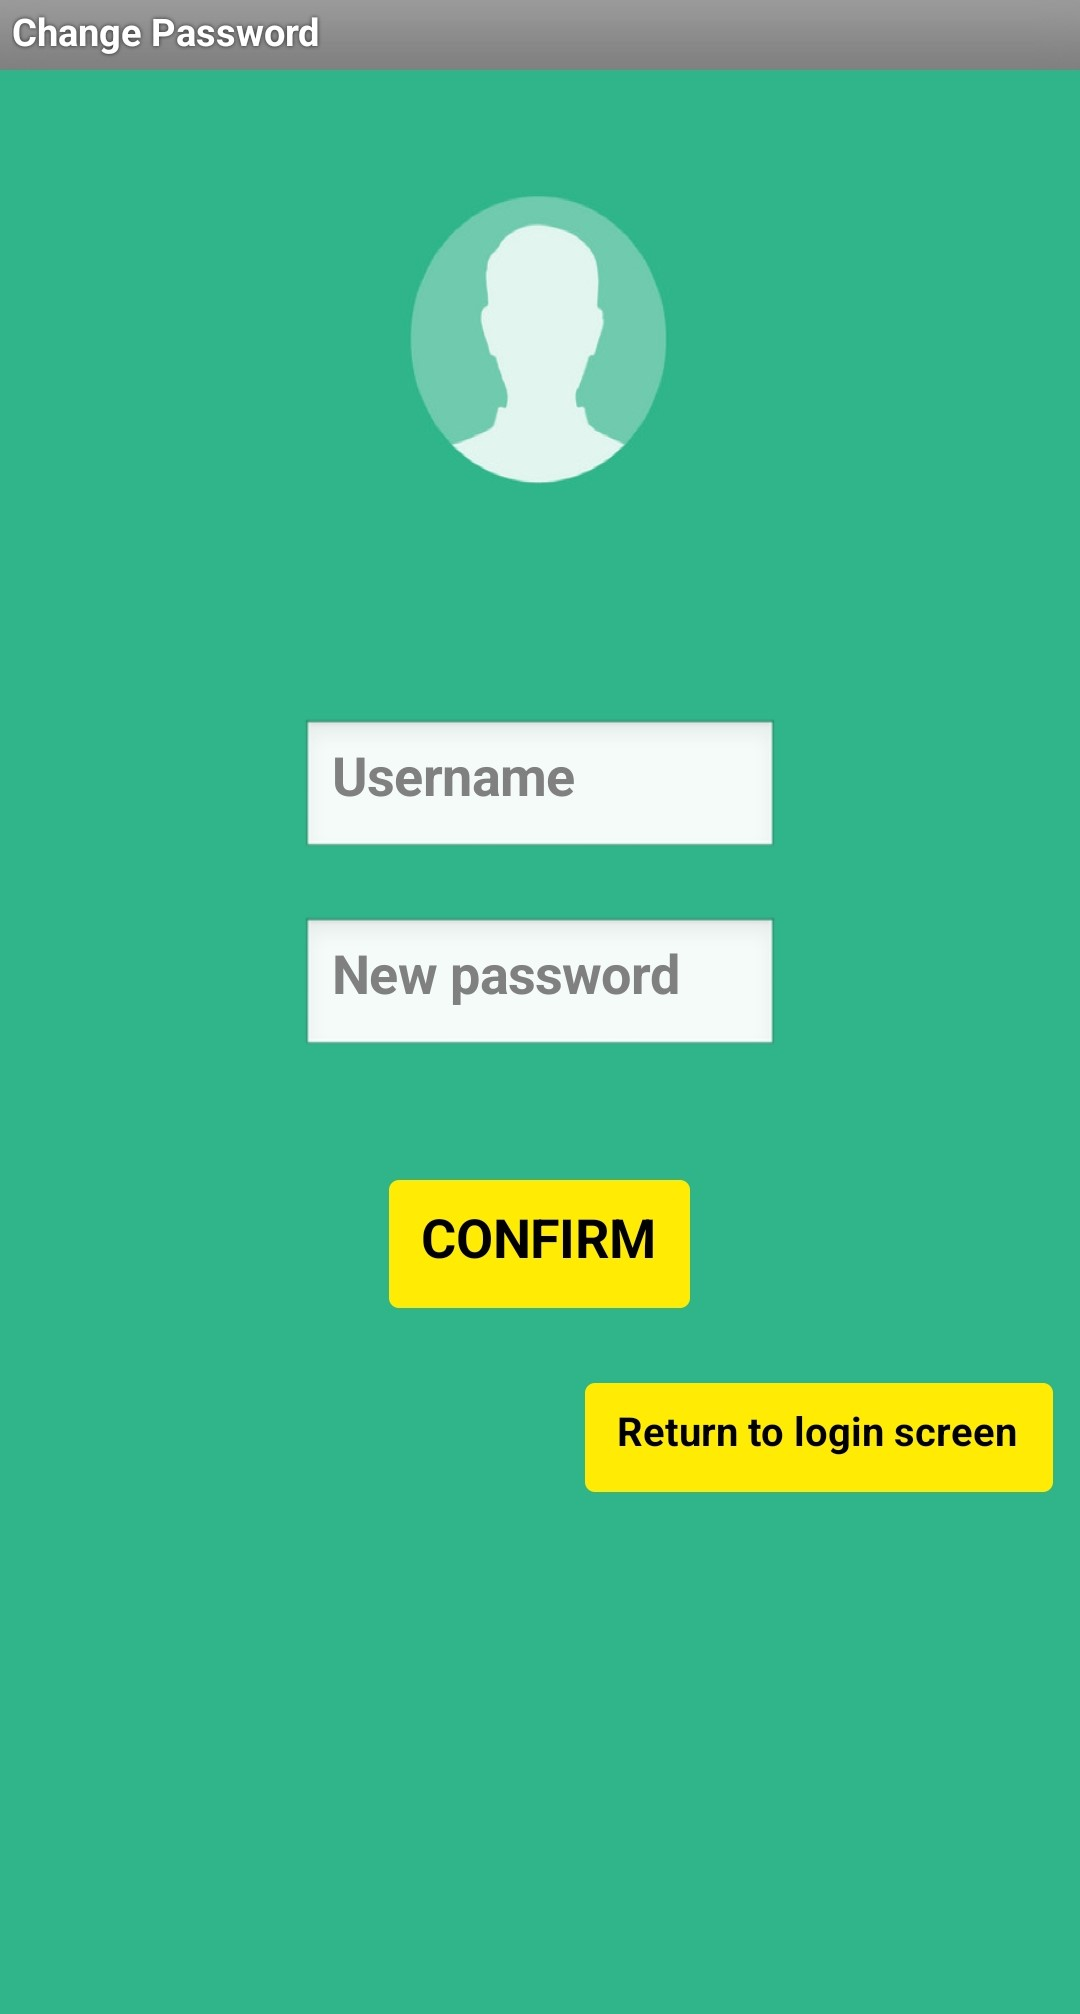 Change Password
Username
New password
CONFIRM
Return to login screen